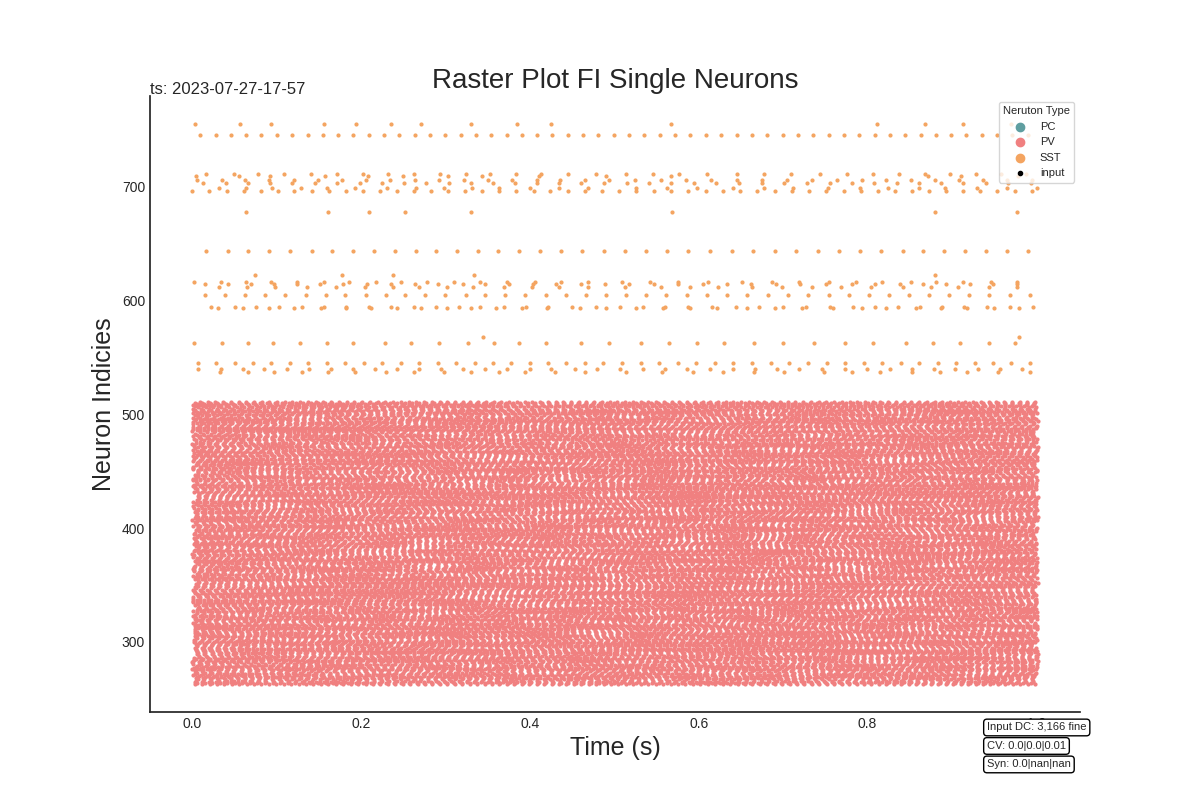 Raster Plot FI Single Neurons
ts: 2023-07-27-17-57
Neruton Type
PC
PV
SST
input
700
600
500
400
300
Neuron Indicies
0.0 0.2 0.4 0.6 0.8
Time (s)
Input DC: 3,166 fine
CV: 0.0|0.0|0.01
Syn: 0.0|nan|nan